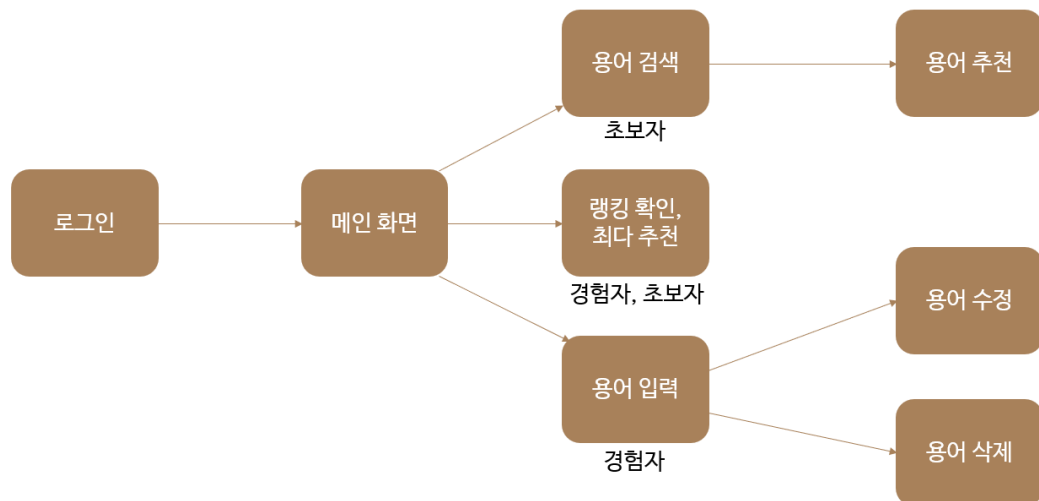 용어 검색
초보자
용어 추천
로그인
메인 화면
랭킹 확인,
최다 추천
경험자, 초보자
용어 입력
경험자
용어 수정
용어 삭제